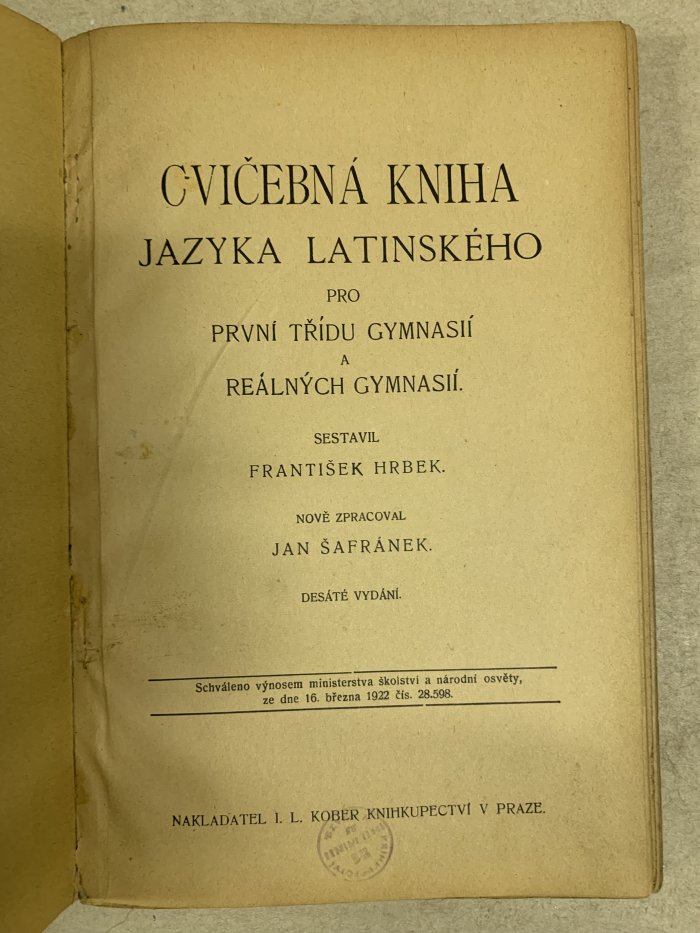 CVIČEBNÁ KNIHA
JAZYKA LATINSKÉHO
PRO
PRVNÍ TŘÍDU GYMNASIÍ
A
REÁLNÝCH GYMNASIÍ.
SESTAVIL
FRANTIŠEK HRBEK.
NOVĚ ZPRACOVAL
JAN ŠAFRÁNEK.
DESÁTÉ VYDÁNÍ.
Schváleno výnosem ministerstva školství a národní osvěty,
ze dne 16. března 1922 čís. 28.598.
NAKLADATEL I. L. KOBER KNIHKUPECTVÍ V PRAZE.